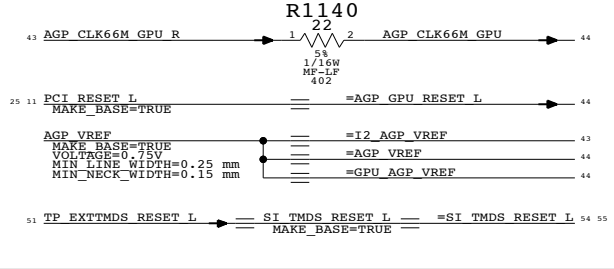 R1140
22
43 AGP_CLK66M_GPU_R 1 2 AGP_CLK66M_GPU 44
5%
1/16W
MF-LF
402
25 11 PCI_RESET_L =AGP_GPU_RESET_L 44
MAKE_BASE=TRUE
AGP_VREF =I2_AGP_VREF 43
MAKE_BASE=TRUE
VOLTAGE=0.75V =AGP_VREF 44
MIN_LINE_WIDTH=0.25 mm
MIN_NECK_WIDTH=0.15 mm =GPU_AGP_VREF 44
51 TP_EXTTMDS_RESET_L SI_TMDS_RESET_L =SI_TMDS_RESET_L 54 55
MAKE_BASE=TRUE